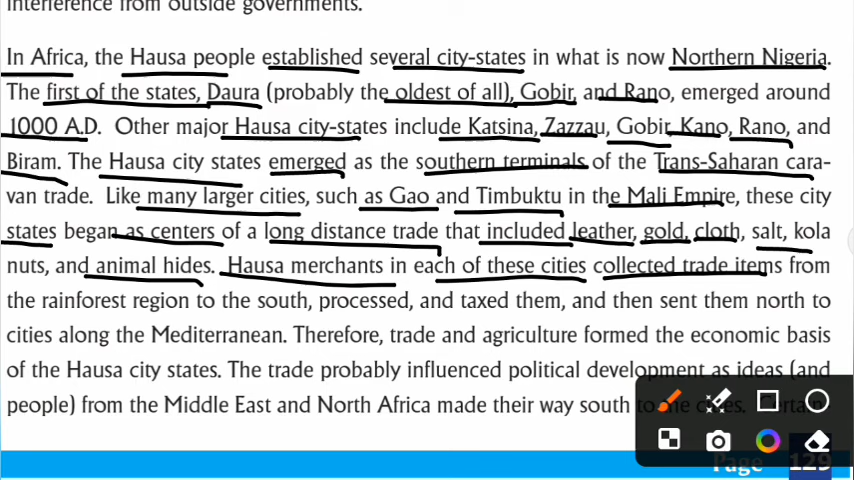 interference from outside governments.
In Africa, the Hausa people established several city-states in what is now Northern Nigeria.
The first of the states, Daura (probably the oldest of all), Gobir, and Rano, emerged around
1000 A.D. Other major Hausa city-states include Katsina, Zazzau, Gobir, Kano, Rano, and
Biram. The Hausa city states emerged as the southern terminals of the Trans-Saharan cara-
van trade. Like many larger cities, such as Gao and Timbuktu in the Mali Empire, these city
states began as centers of a long distance trade that included leather, gold, cloth, salt, kola
nuts, and animal hides. Hausa merchants in each of these cities collected trade items from
the rainforest region to the south, processed, and taxed them, and then sent them north to
cities along the Mediterranean. Therefore, trade and agriculture formed the economic basis
of the Hausa city states. The trade probably influenced political development as ideas (and
people) from the Middle East and North Africa made their way south to the cities. Certain
Page 129